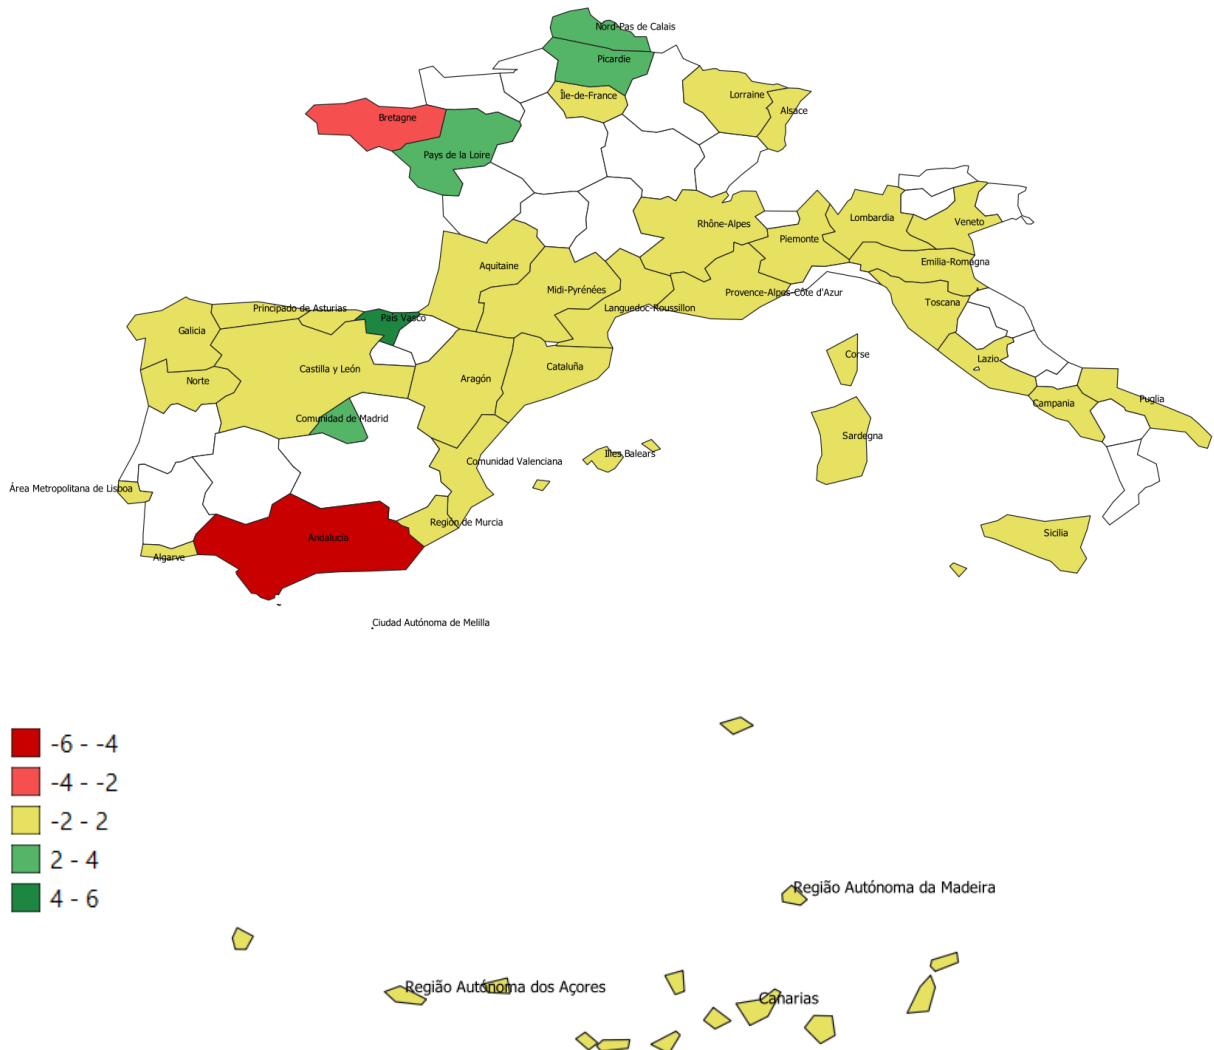 Nord-Pas de Calais
Picardie
Île-de-France
Lorraine
Alsace
Bretagne
Pays de la Loire
Rhône-Alpes
Lombardia
Veneto
Piemonte
Aquitaine
Emilia-Romagna
Midi-Pyrénées
Provence-Alpes-Côte d'Azur
Toscana
Principado de Asturias
Languedoc-Roussillon
País Vasco
Galicia
Corse
Lazio
Castilla y León
Cataluña
Norte
Aragón
Puglia
Campania
Comunidad de Madrid
Sardegna
Illes Balears
Comunidad Valenciana
Área Metropolitana de Lisboa
Región de Murcia
Sicilia
Andalucía
Algarve
Ciudad Autónoma de Melilla
-6 - -4
-4 - -2
-2 - 2
2 - 4
4 - 6
Região Autónoma da Madeira
Região Autónoma dos Açores
Canarias